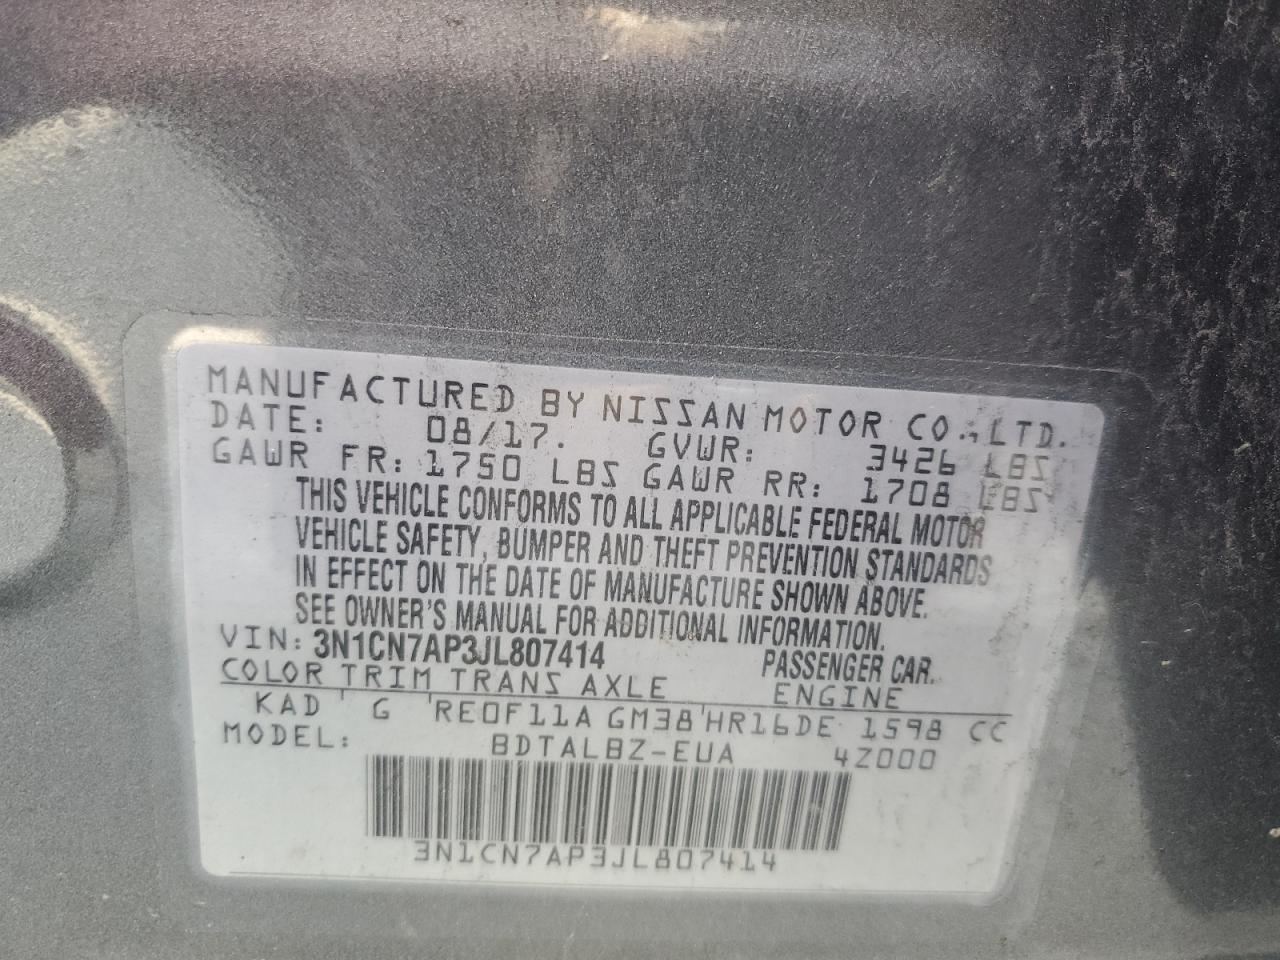 MANUFACTURED BY NISSAN MOTOR CO., LTD.
DATE: 08/17. GVWR: 3426 LBS
GAWR FR: 1750 LBS GAWR RR: 1708 LBS
THIS VEHICLE CONFORMS TO ALL APPLICABLE FEDERAL MOTOR
VEHICLE SAFETY, BUMPER AND THEFT PREVENTION STANDARDS
IN EFFECT ON THE DATE OF MANUFACTURE SHOWN ABOVE.
SEE OWNER'S MANUAL FOR ADDITIONAL INFORMATION.
VIN: 3N1CN7AP3JL807414 PASSENGER CAR.
COLOR TRIM TRANS AXLE ENGINE
KAD G RE0F11A GM38 HR16DE 1598 CC
MODEL: BDTALBZ-EUA 4Z000
3N1CN7AP3JL807414